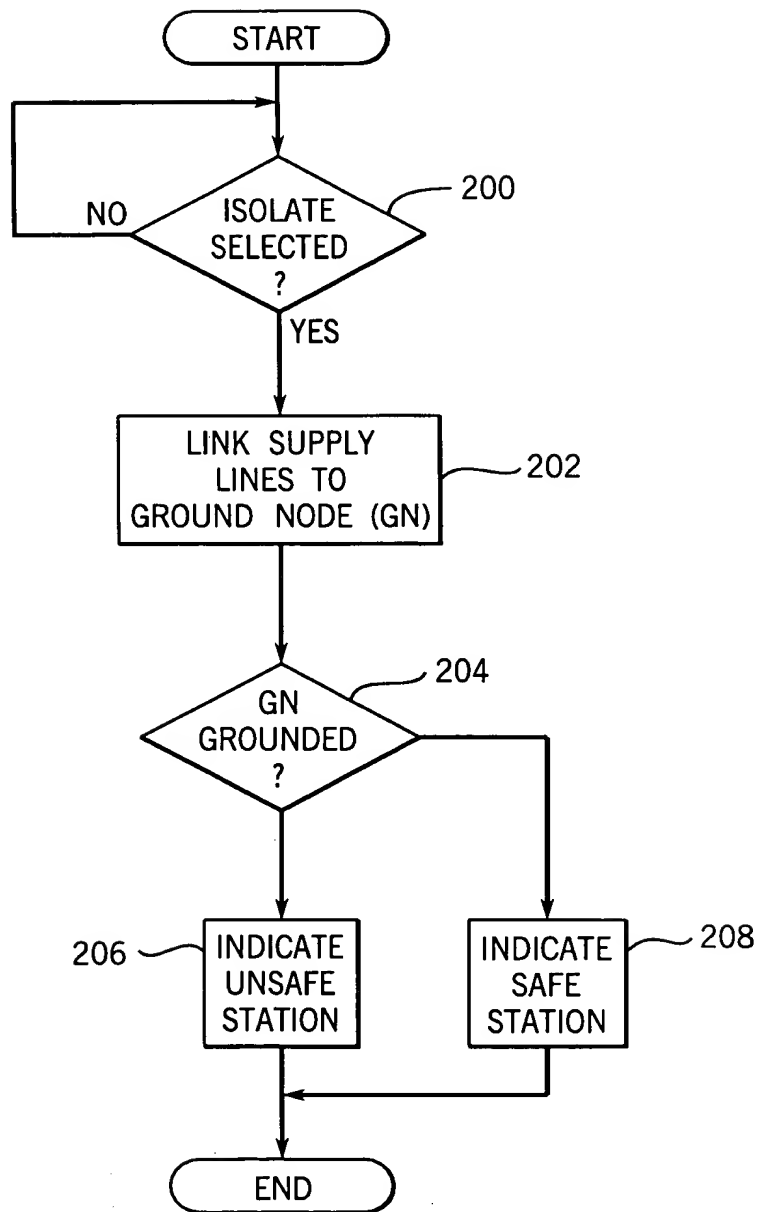 START
200
NO
ISOLATE
SELECTED
?
YES
LINK SUPPLY
LINES TO
GROUND NODE (GN)
202
204
GN
GROUNDED
?
206
INDICATE
UNSAFE
STATION
INDICATE
SAFE
STATION
208
END